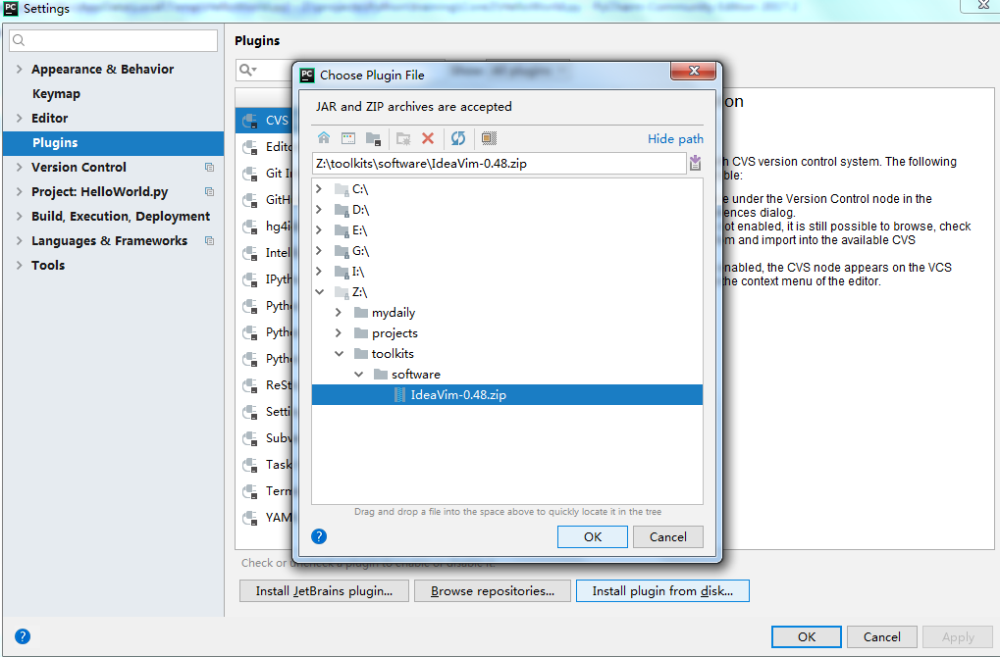 PC Settings
Plugins
Appearance & Behavior
Keymap
Editor
Plugins
Version Control
Project: HelloWorld.py
Build, Execution, Deployment
Languages & Frameworks
Tools
CVS
Edito
Git In
GitH
hg4i
Intel
IPyth
Pytho
Pytho
Pytho
ReSt
Setti
Subv
Task
Term
YAM
on
h CVS version control system. The following
ble:
e under the Version Control node in the
ences dialog.
ot enabled, it is still possible to browse, check
m and import into the available CVS
nabled, the CVS node appears on the VCS
the context menu of the editor.
PC Choose Plugin File
JAR and ZIP archives are accepted
Hide path
Z:\toolkits\software\IdeaVim-0.48.zip
C:\
D:\
E:\
G:\
I:\
Z:\
mydaily
projects
toolkits
software
IdeaVim-0.48.zip
Drag and drop a file into the space above to quickly locate it in the tree
?
OK Cancel
Check or uncheck a plugin to enable or disable it.
Install JetBrains plugin... Browse repositories... Install plugin from disk...
? OK Cancel Apply